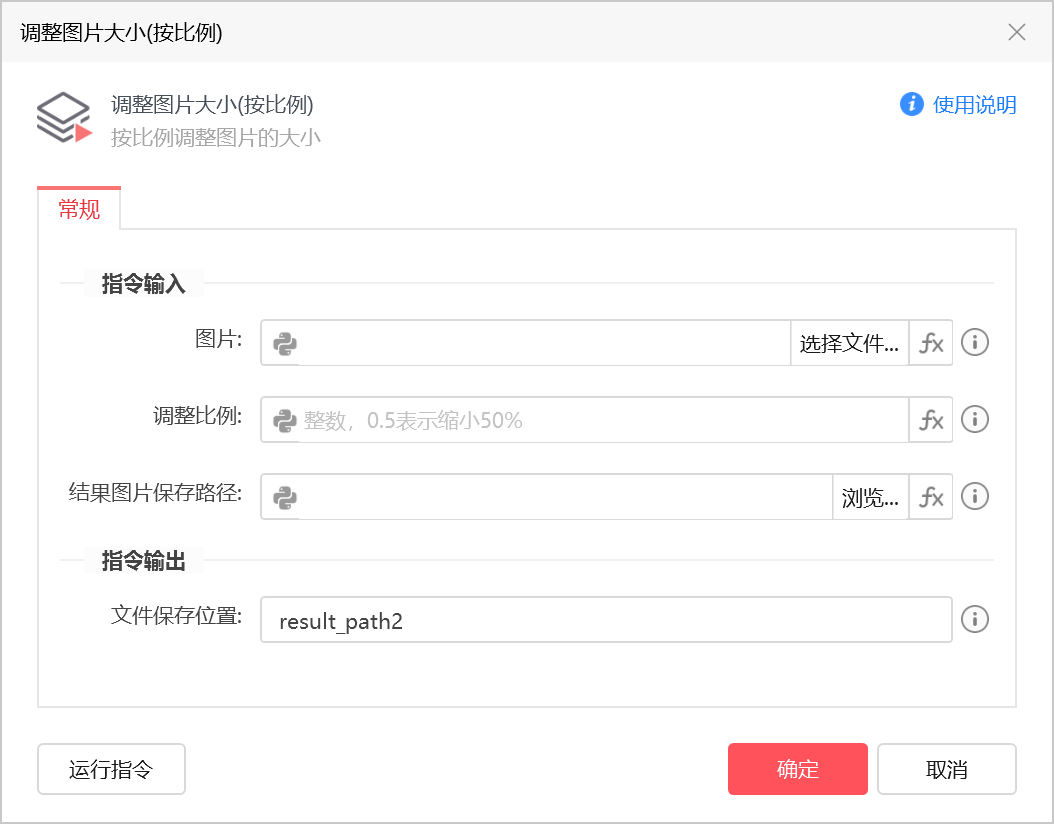 调整图片大小(按比例)
调整图片大小(按比例)
使用说明
按比例调整图片的大小
常规
指令输入
图片:
选择文件...
fx
调整比例:
整数，0.5表示缩小50%
fx
结果图片保存路径:
浏览...
fx
指令输出
文件保存位置:
result_path2
运行指令
确定
取消